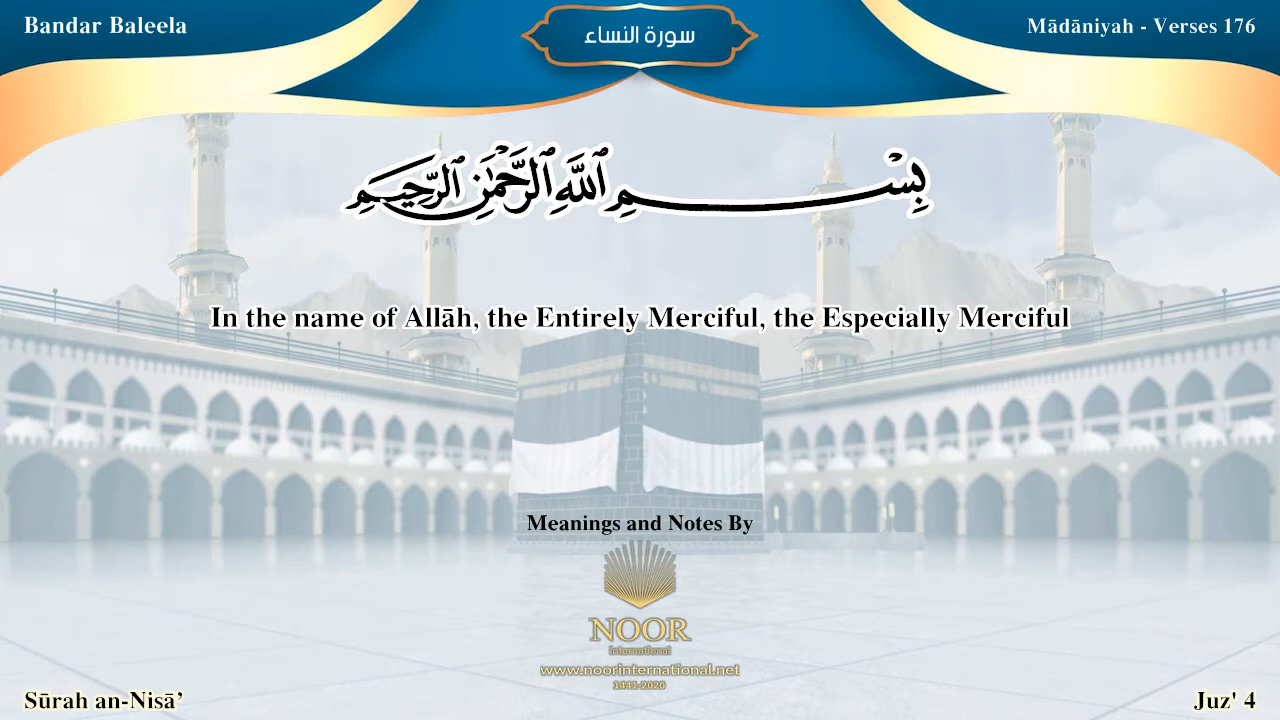 Bandar Baleela
سورة النساء
Mādāniyah - Verses 176
بِسْمِ ٱللَّهِ ٱلرَّحْمَٰنِ ٱلرَّحِيمِ
In the name of Allāh, the Entirely Merciful, the Especially Merciful
Meanings and Notes By
NOOR
International
www.noorinternational.net
1441-2020
Sūrah an-Nisā’
Juz' 4